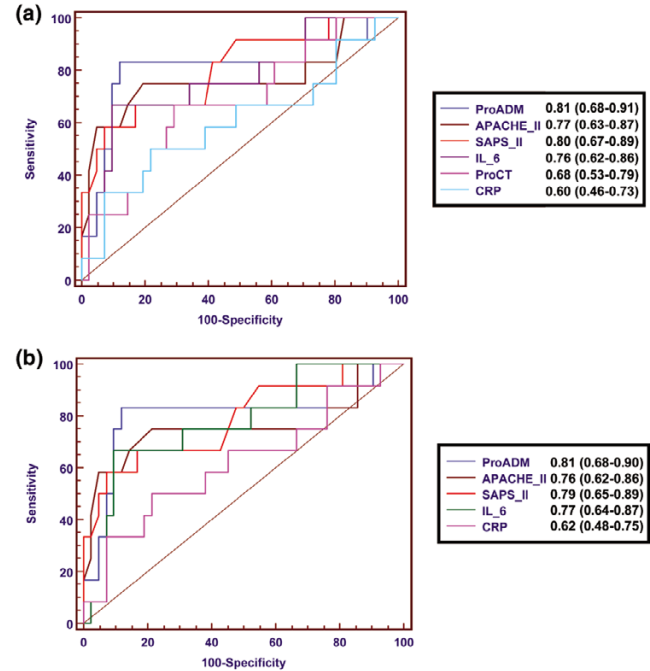 (a)
100
80
60
40
20
0
Sensitivity
0 20 40 60 80 100
100-Specificity
ProADM 0.81 (0.68-0.91)
APACHE_II 0.77 (0.63-0.87)
SAPS_II 0.80 (0.67-0.89)
IL_6 0.76 (0.62-0.86)
ProCT 0.68 (0.53-0.79)
CRP 0.60 (0.46-0.73)
(b)
100
80
60
40
20
0
Sensitivity
0 20 40 60 80 100
100-Specificity
ProADM 0.81 (0.68-0.90)
APACHE_II 0.76 (0.62-0.86)
SAPS_II 0.79 (0.65-0.89)
IL_6 0.77 (0.64-0.87)
CRP 0.62 (0.48-0.75)